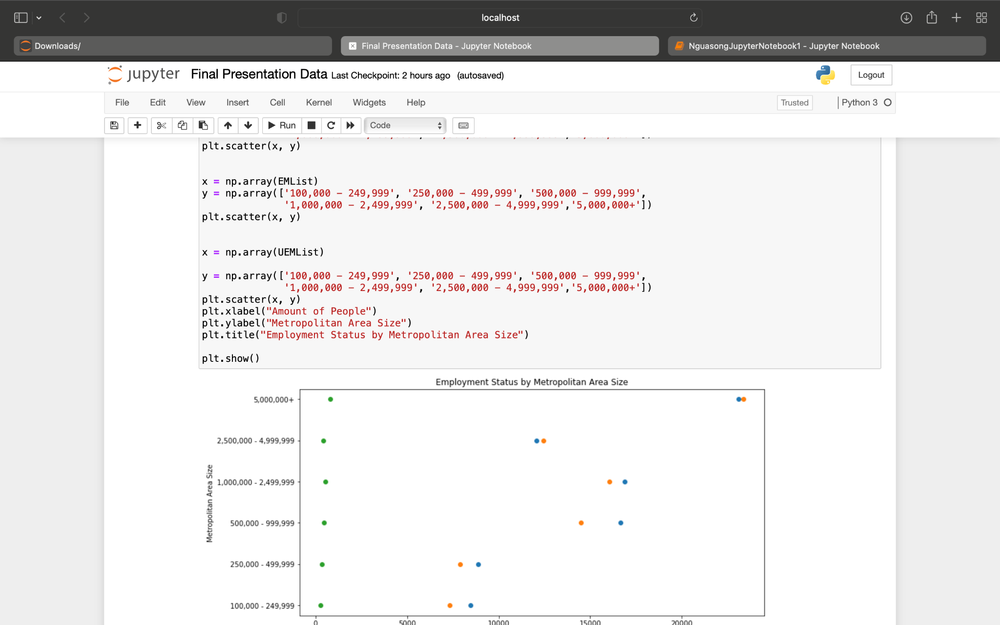 localhost
Downloads/
Final Presentation Data - Jupyter Notebook
NguasongJupyterNotebook1 - Jupyter Notebook
jupyter Final Presentation Data Last Checkpoint: 2 hours ago (autosaved)
Logout
File Edit View Insert Cell Kernel Widgets Help
Trusted
Python 3
Run
Code
plt.scatter(x, y)
x = np.array(EMList)
y = np.array(['100,000 – 249,999', '250,000 – 499,999', '500,000 – 999,999',
'1,000,000 – 2,499,999', '2,500,000 – 4,999,999','5,000,000+'])
plt.scatter(x, y)
x = np.array(UEMList)
y = np.array(['100,000 – 249,999', '250,000 – 499,999', '500,000 – 999,999',
'1,000,000 – 2,499,999', '2,500,000 – 4,999,999','5,000,000+'])
plt.scatter(x, y)
plt.xlabel("Amount of People")
plt.ylabel("Metropolitan Area Size")
plt.title("Employment Status by Metropolitan Area Size")
plt.show()
Employment Status by Metropolitan Area Size
5,000,000+
2,500,000 - 4,999,999
1,000,000 - 2,499,999
500,000 - 999,999
250,000 - 499,999
100,000 - 249,999
Metropolitan Area Size
0 5000 10000 15000 20000